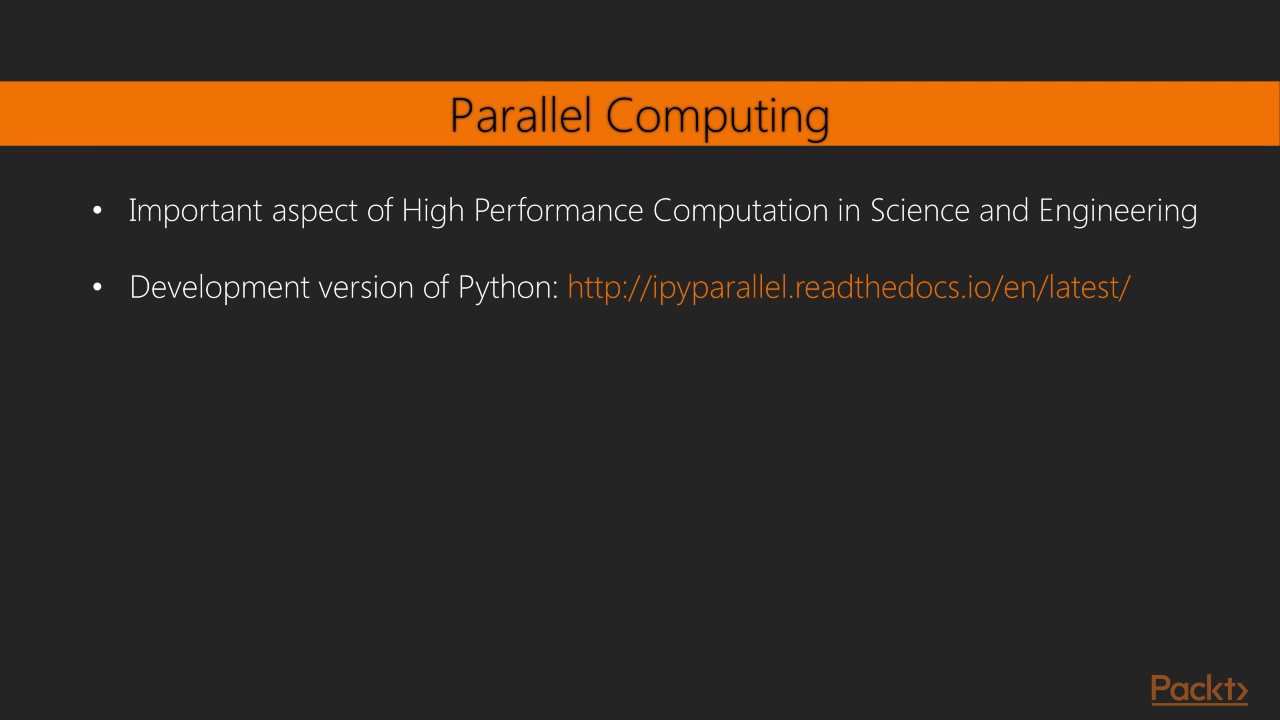 Parallel Computing
• Important aspect of High Performance Computation in Science and Engineering
• Development version of Python: http://ipyparallel.readthedocs.io/en/latest/
Packt>